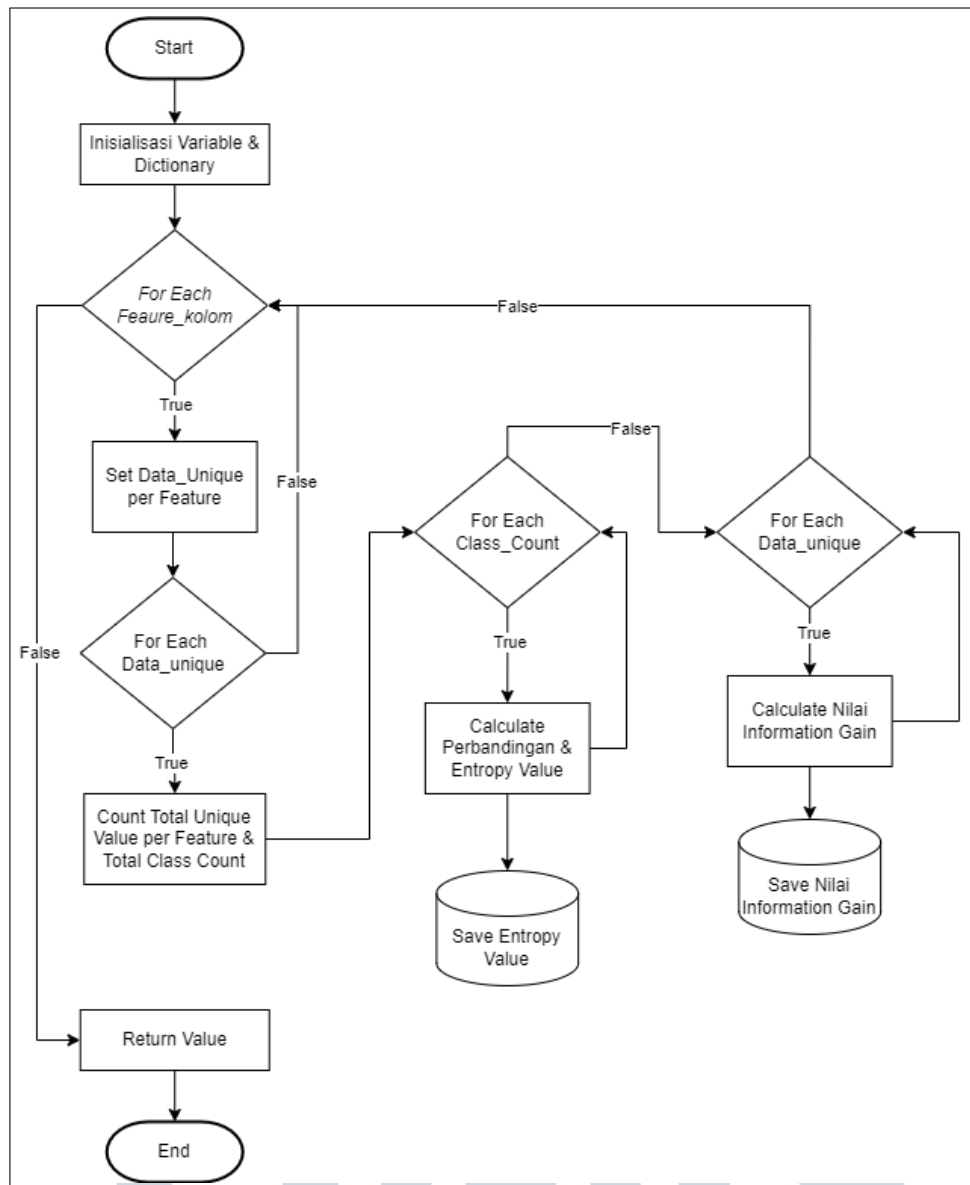 Start
Inisialisasi Variable &
Dictionary
For Each
Feaure_kolom
False
True
Set Data_Unique
per Feature
False
False
For Each
Class_Count
For Each
Data_unique
For Each
Data_unique
False
True
True
True
Calculate
Perbandingan &
Entropy Value
Calculate Nilai
Information Gain
Count Total Unique
Value per Feature &
Total Class Count
Save Entropy
Value
Save Nilai
Information Gain
Return Value
End